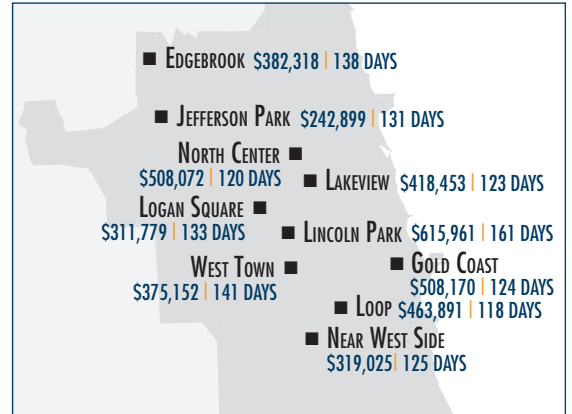 EDGEBROOK $382,318 | 138 DAYS
JEFFERSON PARK $242,899 | 131 DAYS
NORTH CENTER
$508,072 | 120 DAYS
LAKEVIEW $418,453 | 123 DAYS
LOGAN SQUARE
$311,779 | 133 DAYS
LINCOLN PARK $615,961 | 161 DAYS
WEST TOWN
$375,152 | 141 DAYS
GOLD COAST
$508,170 | 124 DAYS
LOOP $463,891 | 118 DAYS
NEAR WEST SIDE
$319,025| 125 DAYS